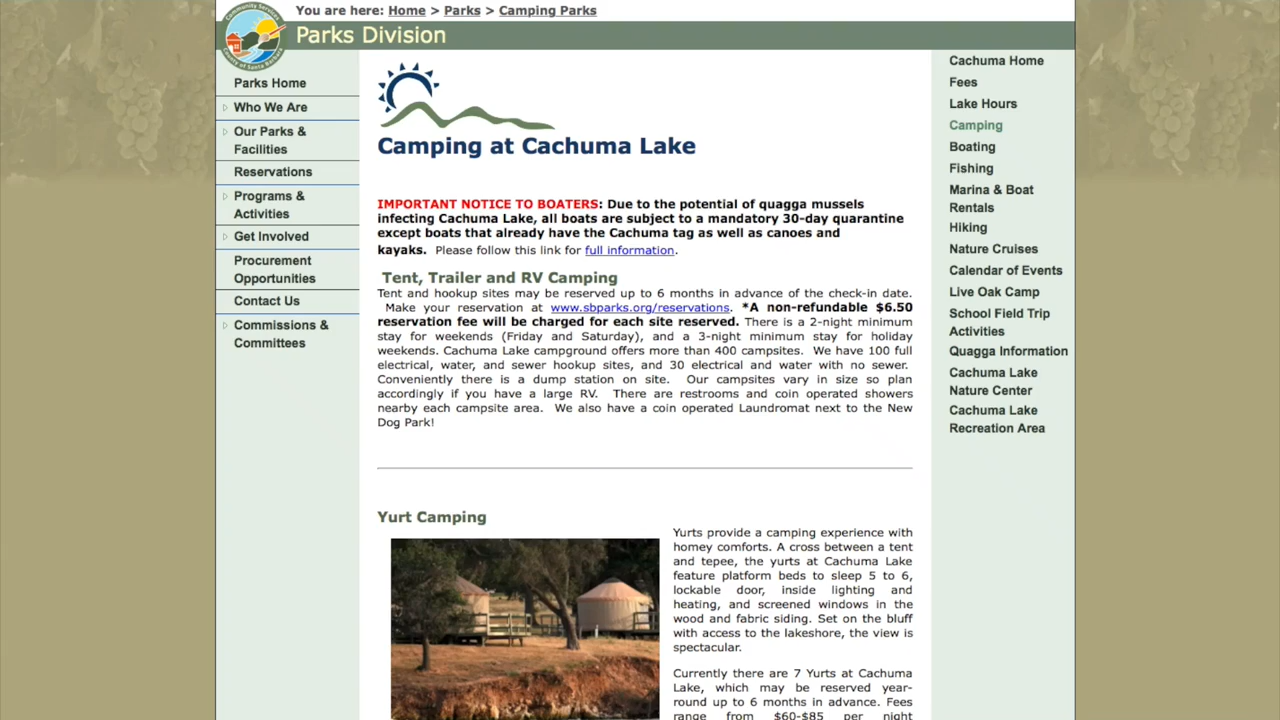 You are here: Home > Parks > Camping Parks
Community Services
County of Santa Barbara
Parks Division
Parks Home
Who We Are
Our Parks &
Facilities
Reservations
Programs &
Activities
Get Involved
Procurement
Opportunities
Contact Us
Commissions &
Committees
Camping at Cachuma Lake
IMPORTANT NOTICE TO BOATERS: Due to the potential of quagga mussels
infecting Cachuma Lake, all boats are subject to a mandatory 30-day quarantine
except boats that already have the Cachuma tag as well as canoes and
kayaks. Please follow this link for full information.
Tent, Trailer and RV Camping
Tent and hookup sites may be reserved up to 6 months in advance of the check-in date.
Make your reservation at www.sbparks.org/reservations. *A non-refundable $6.50
reservation fee will be charged for each site reserved. There is a 2-night minimum
stay for weekends (Friday and Saturday), and a 3-night minimum stay for holiday
weekends. Cachuma Lake campground offers more than 400 campsites. We have 100 full
electrical, water, and sewer hookup sites, and 30 electrical and water with no sewer.
Conveniently there is a dump station on site. Our campsites vary in size so plan
accordingly if you have a large RV. There are restrooms and coin operated showers
nearby each campsite area. We also have a coin operated Laundromat next to the New
Dog Park!
Yurt Camping
Yurts provide a camping experience with
homey comforts. A cross between a tent
and tepee, the yurts at Cachuma Lake
feature platform beds to sleep 5 to 6,
lockable door, inside lighting and
heating, and screened windows in the
wood and fabric siding. Set on the bluff
with access to the lakeshore, the view is
spectacular.
Currently there are 7 Yurts at Cachuma
Lake, which may be reserved year-
round up to 6 months in advance. Fees
range from $60-$85 per night
Cachuma Home
Fees
Lake Hours
Camping
Boating
Fishing
Marina & Boat
Rentals
Hiking
Nature Cruises
Calendar of Events
Live Oak Camp
School Field Trip
Activities
Quagga Information
Cachuma Lake
Nature Center
Cachuma Lake
Recreation Area